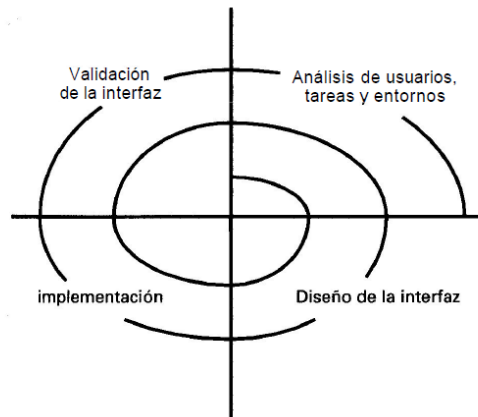 Validación
de la interfaz
Análisis de usuarios,
tareas y entornos
implementación
Diseño de la interfaz